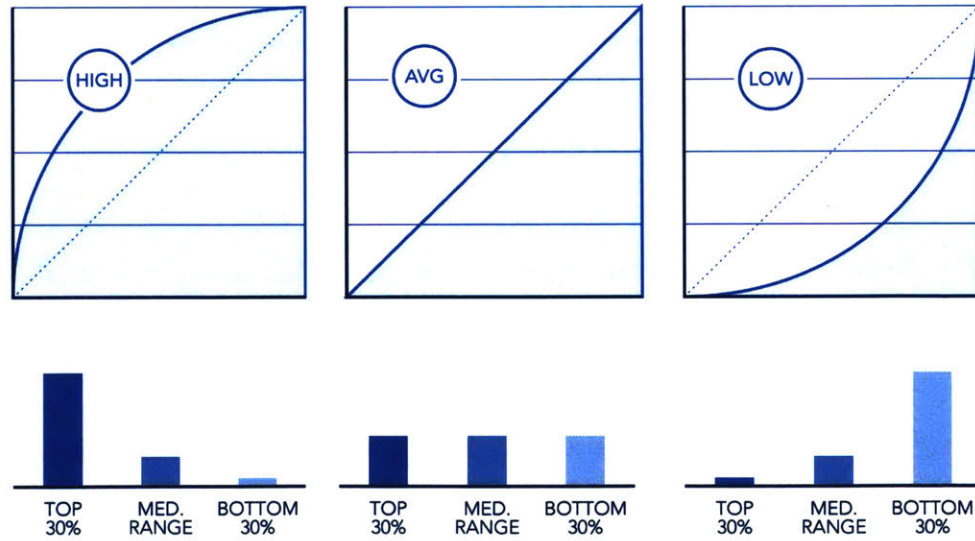 HIGH
AVG
LOW
TOP
30%
MED.
RANGE
BOTTOM
30%
TOP
30%
MED.
RANGE
BOTTOM
30%
TOP
30%
MED.
RANGE
BOTTOM
30%